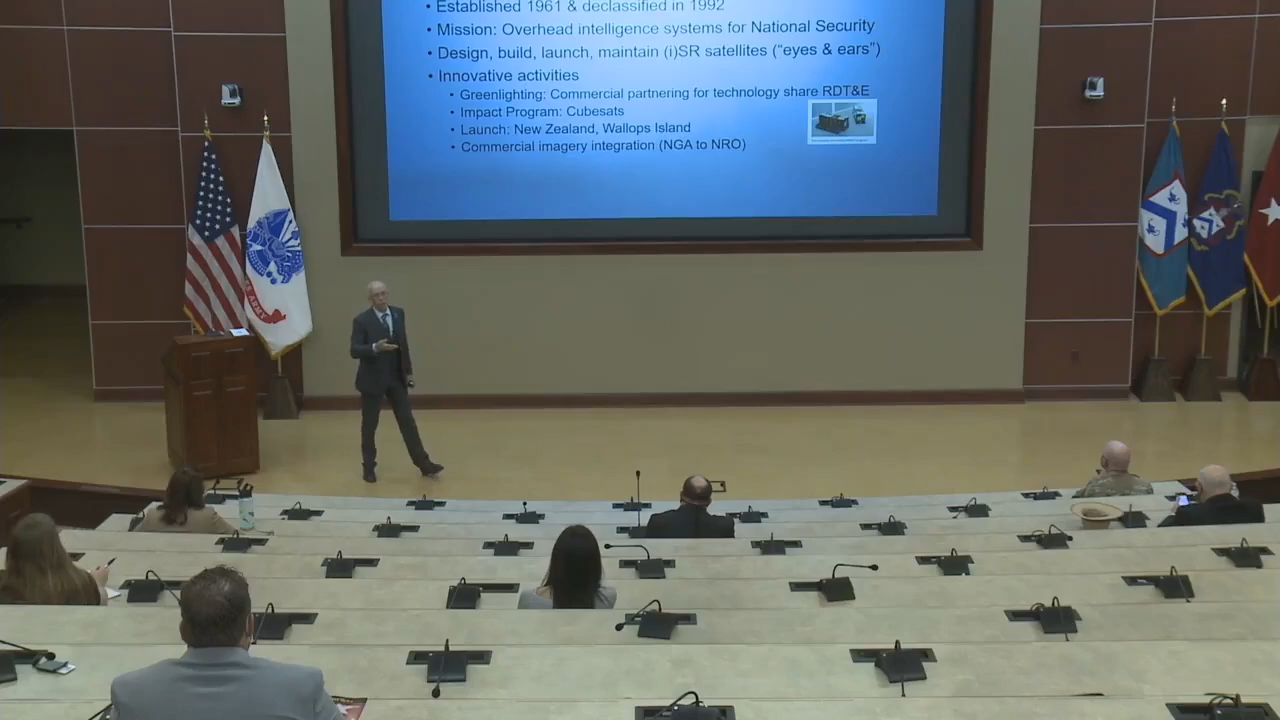 • Established 1961 & declassified in 1992
• Mission: Overhead intelligence systems for National Security
• Design, build, launch, maintain (i)SR satellites (“eyes & ears”)
• Innovative activities
• Greenlighting: Commercial partnering for technology share RDT&E
• Impact Program: Cubesats
• Launch: New Zealand, Wallops Island
• Commercial imagery integration (NGA to NRO)